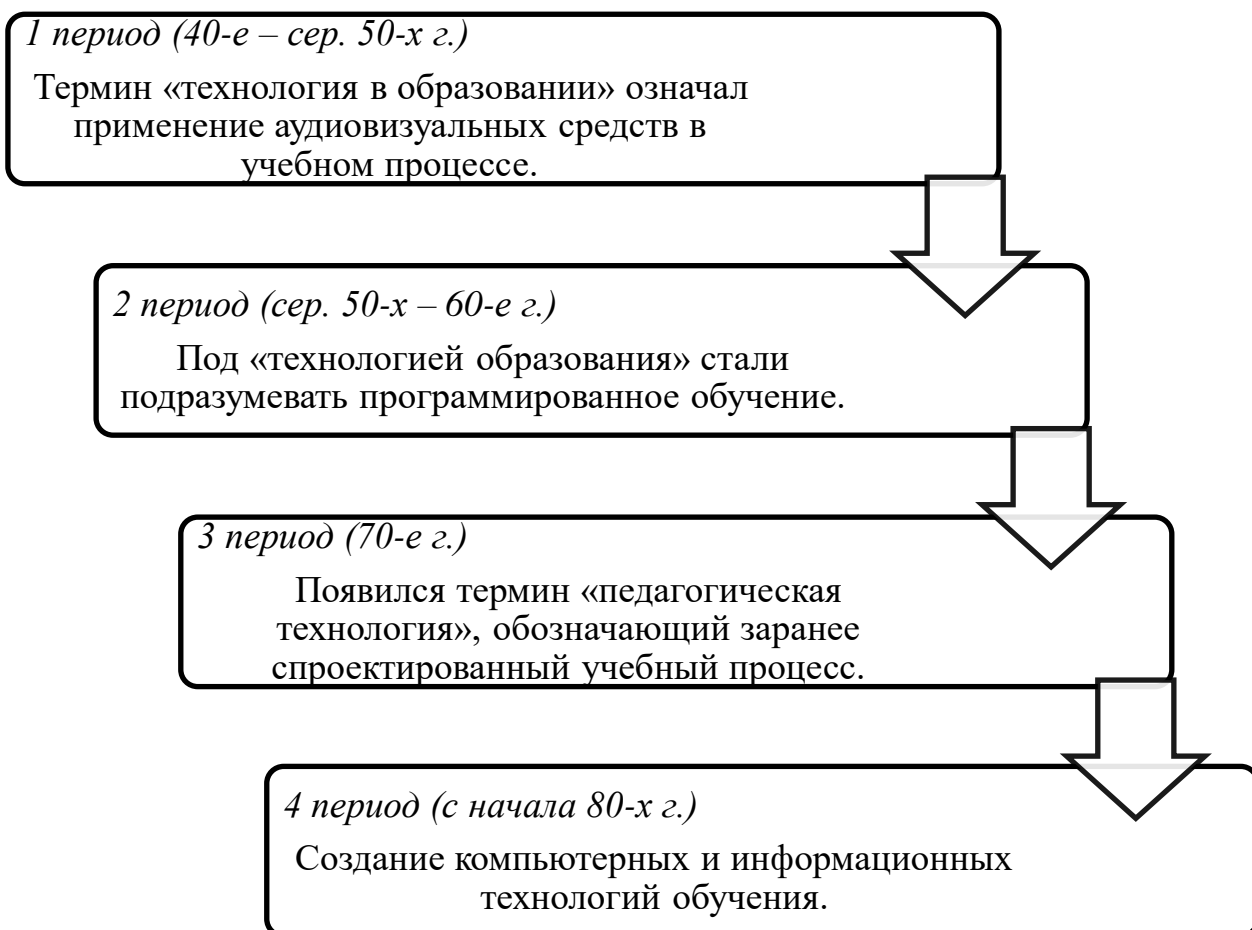 1 период (40-е – сер. 50-х г.)
Термин «технология в образовании» означал
применение аудиовизуальных средств в
учебном процессе.
2 период (сер. 50-х – 60-е г.)
Под «технологией образования» стали
подразумевать программированное обучение.
3 период (70-е г.)
Появился термин «педагогическая
технология», обозначающий заранее
спроектированный учебный процесс.
4 период (с начала 80-х г.)
Создание компьютерных и информационных
технологий обучения.